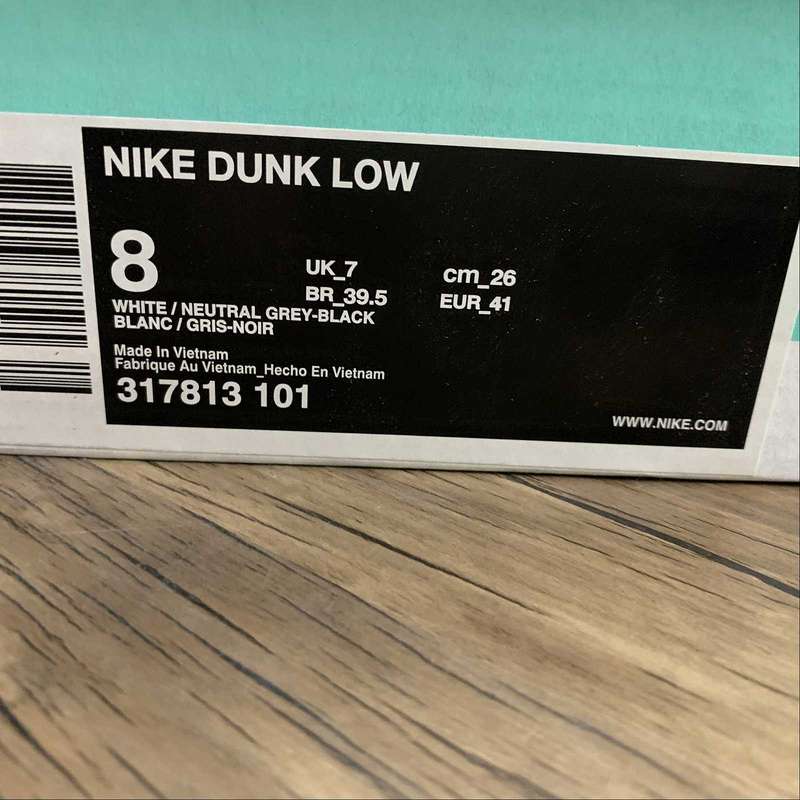 NIKE DUNK LOW
8
UK_7 cm_26
BR_39.5 EUR_41
WHITE / NEUTRAL GREY-BLACK
BLANC / GRIS-NOIR
Made In Vietnam
Fabrique Au Vietnam_Hecho En Vietnam
317813 101
WWW.NIKE.COM